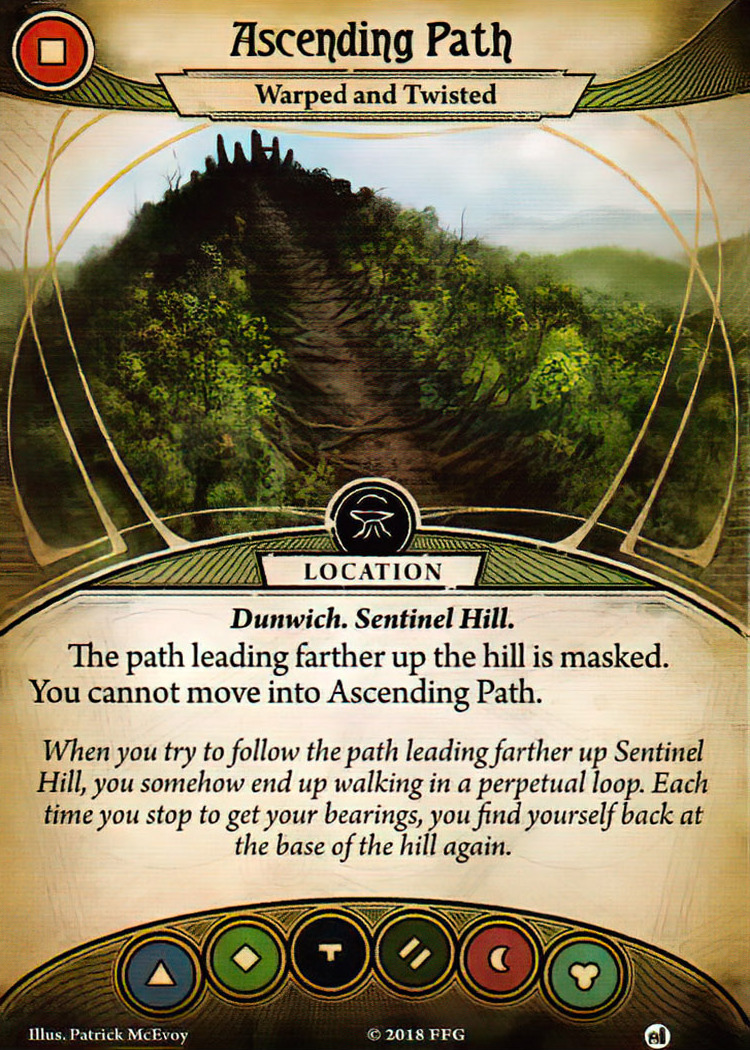 Ascending Path
Warped and Twisted
LOCATION
Dunwich. Sentinel Hill.
The path leading farther up the hill is masked.
You cannot move into Ascending Path.
When you try to follow the path leading farther up Sentinel
Hill, you somehow end up walking in a perpetual loop. Each
time you stop to get your bearings, you find yourself back at
the base of the hill again.
Illus. Patrick McEvoy
© 2018 FFG